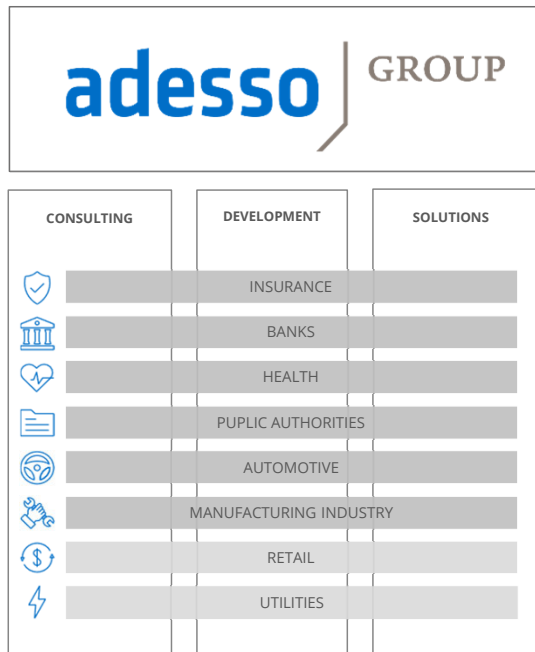 adesso GROUP
CONSULTING DEVELOPMENT SOLUTIONS
INSURANCE
BANKS
HEALTH
PUPLIC AUTHORITIES
AUTOMOTIVE
MANUFACTURING INDUSTRY
$ RETAIL
UTILITIES